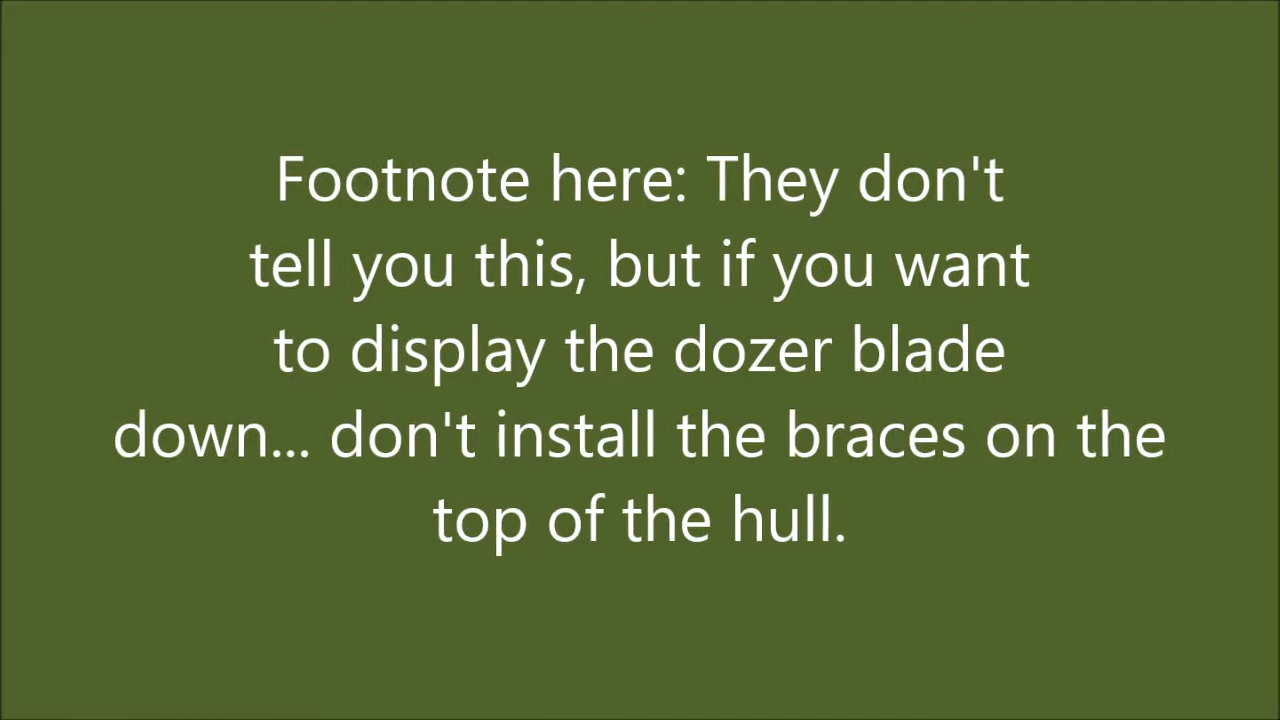 Footnote here: They don't
tell you this, but if you want
to display the dozer blade
down... don't install the braces on the
top of the hull.